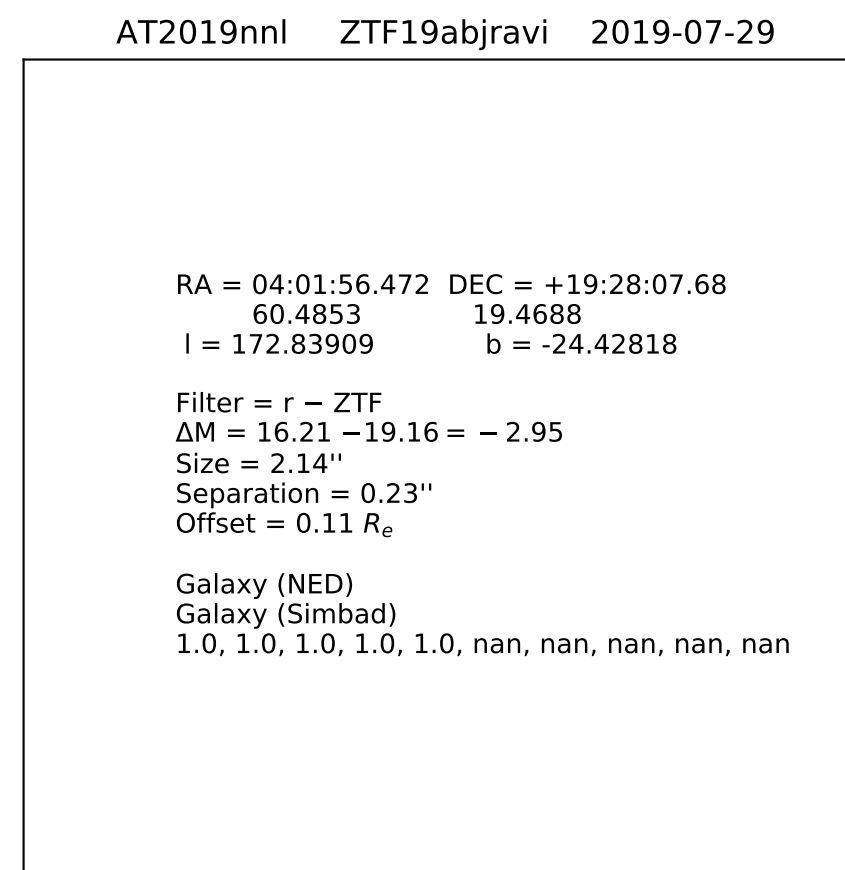 AT2019nnl ZTF19abjravi 2019-07-29
RA = 04:01:56.472 DEC = +19:28:07.68
60.4853 19.4688
l = 172.83909 b = -24.42818
Filter = r − ZTF
ΔM = 16.21 −19.16 = − 2.95
Size = 2.14''
Separation = 0.23''
Offset = 0.11 Re
Galaxy (NED)
Galaxy (Simbad)
1.0, 1.0, 1.0, 1.0, 1.0, nan, nan, nan, nan, nan